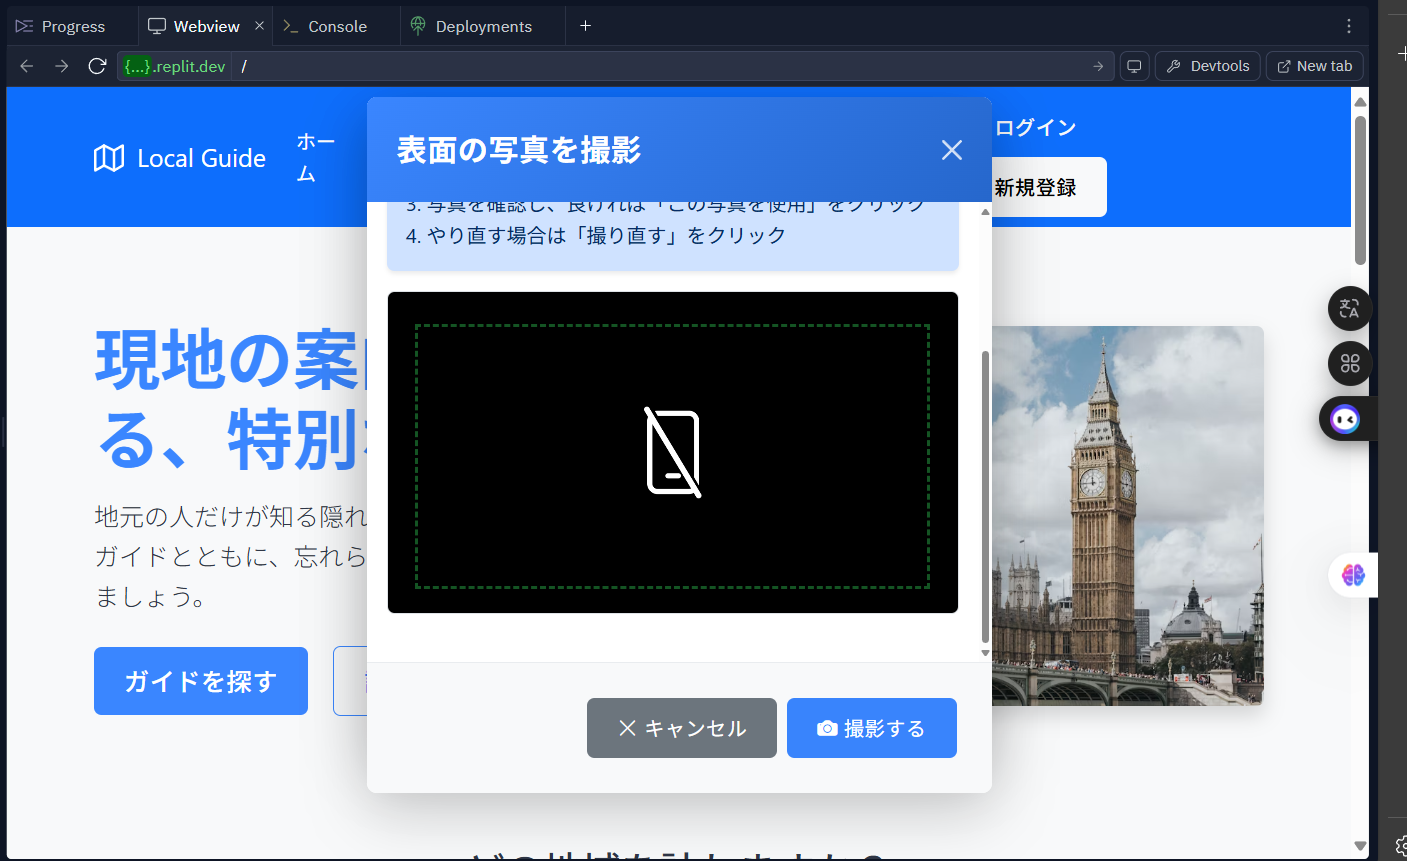 Progress
Webview
Console
Deployments
{...}.replit.dev
/
Devtools
New tab
Local Guide
ホー
ム
ログイン
新規登録
表面の写真を撮影
3. 写真を確認し、良ければ「この写真を使用」をクリック
4. やり直す場合は「撮り直す」をクリック
現地の案
る、特別
地元の人だけが知る隠れ
ガイドとともに、忘れら
ましょう。
ガイドを探す
キャンセル
撮影する